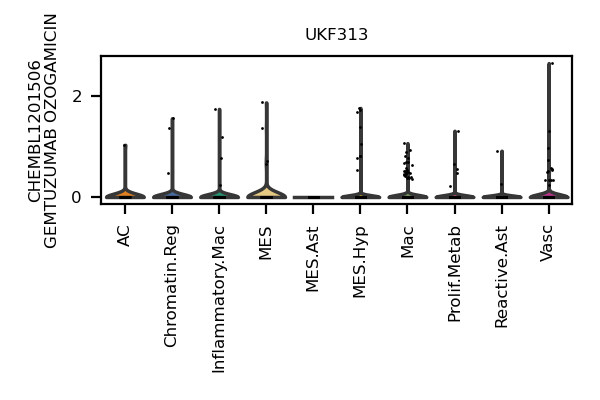 UKF313
CHEMBL1201506
GEMTUZUMAB OZOGAMICIN
2
0
AC
Chromatin.Reg
Inflammatory.Mac
MES
MES.Ast
MES.Hyp
Mac
Prolif.Metab
Reactive.Ast
Vasc